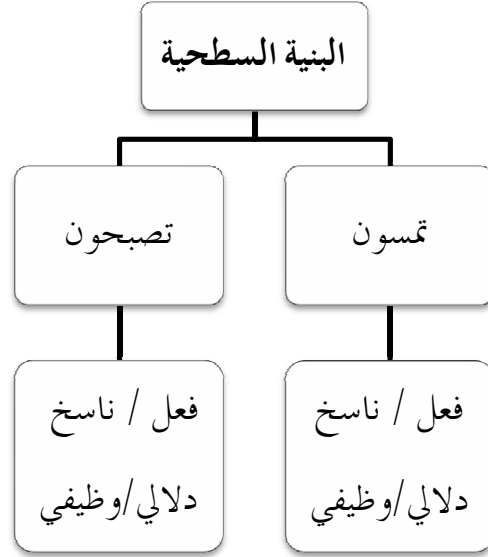 البنية السطحية
تمسون
تصبحون
فعل / ناسخ
دلالي/وظيفي
فعل / ناسخ
دلالي/وظيفي